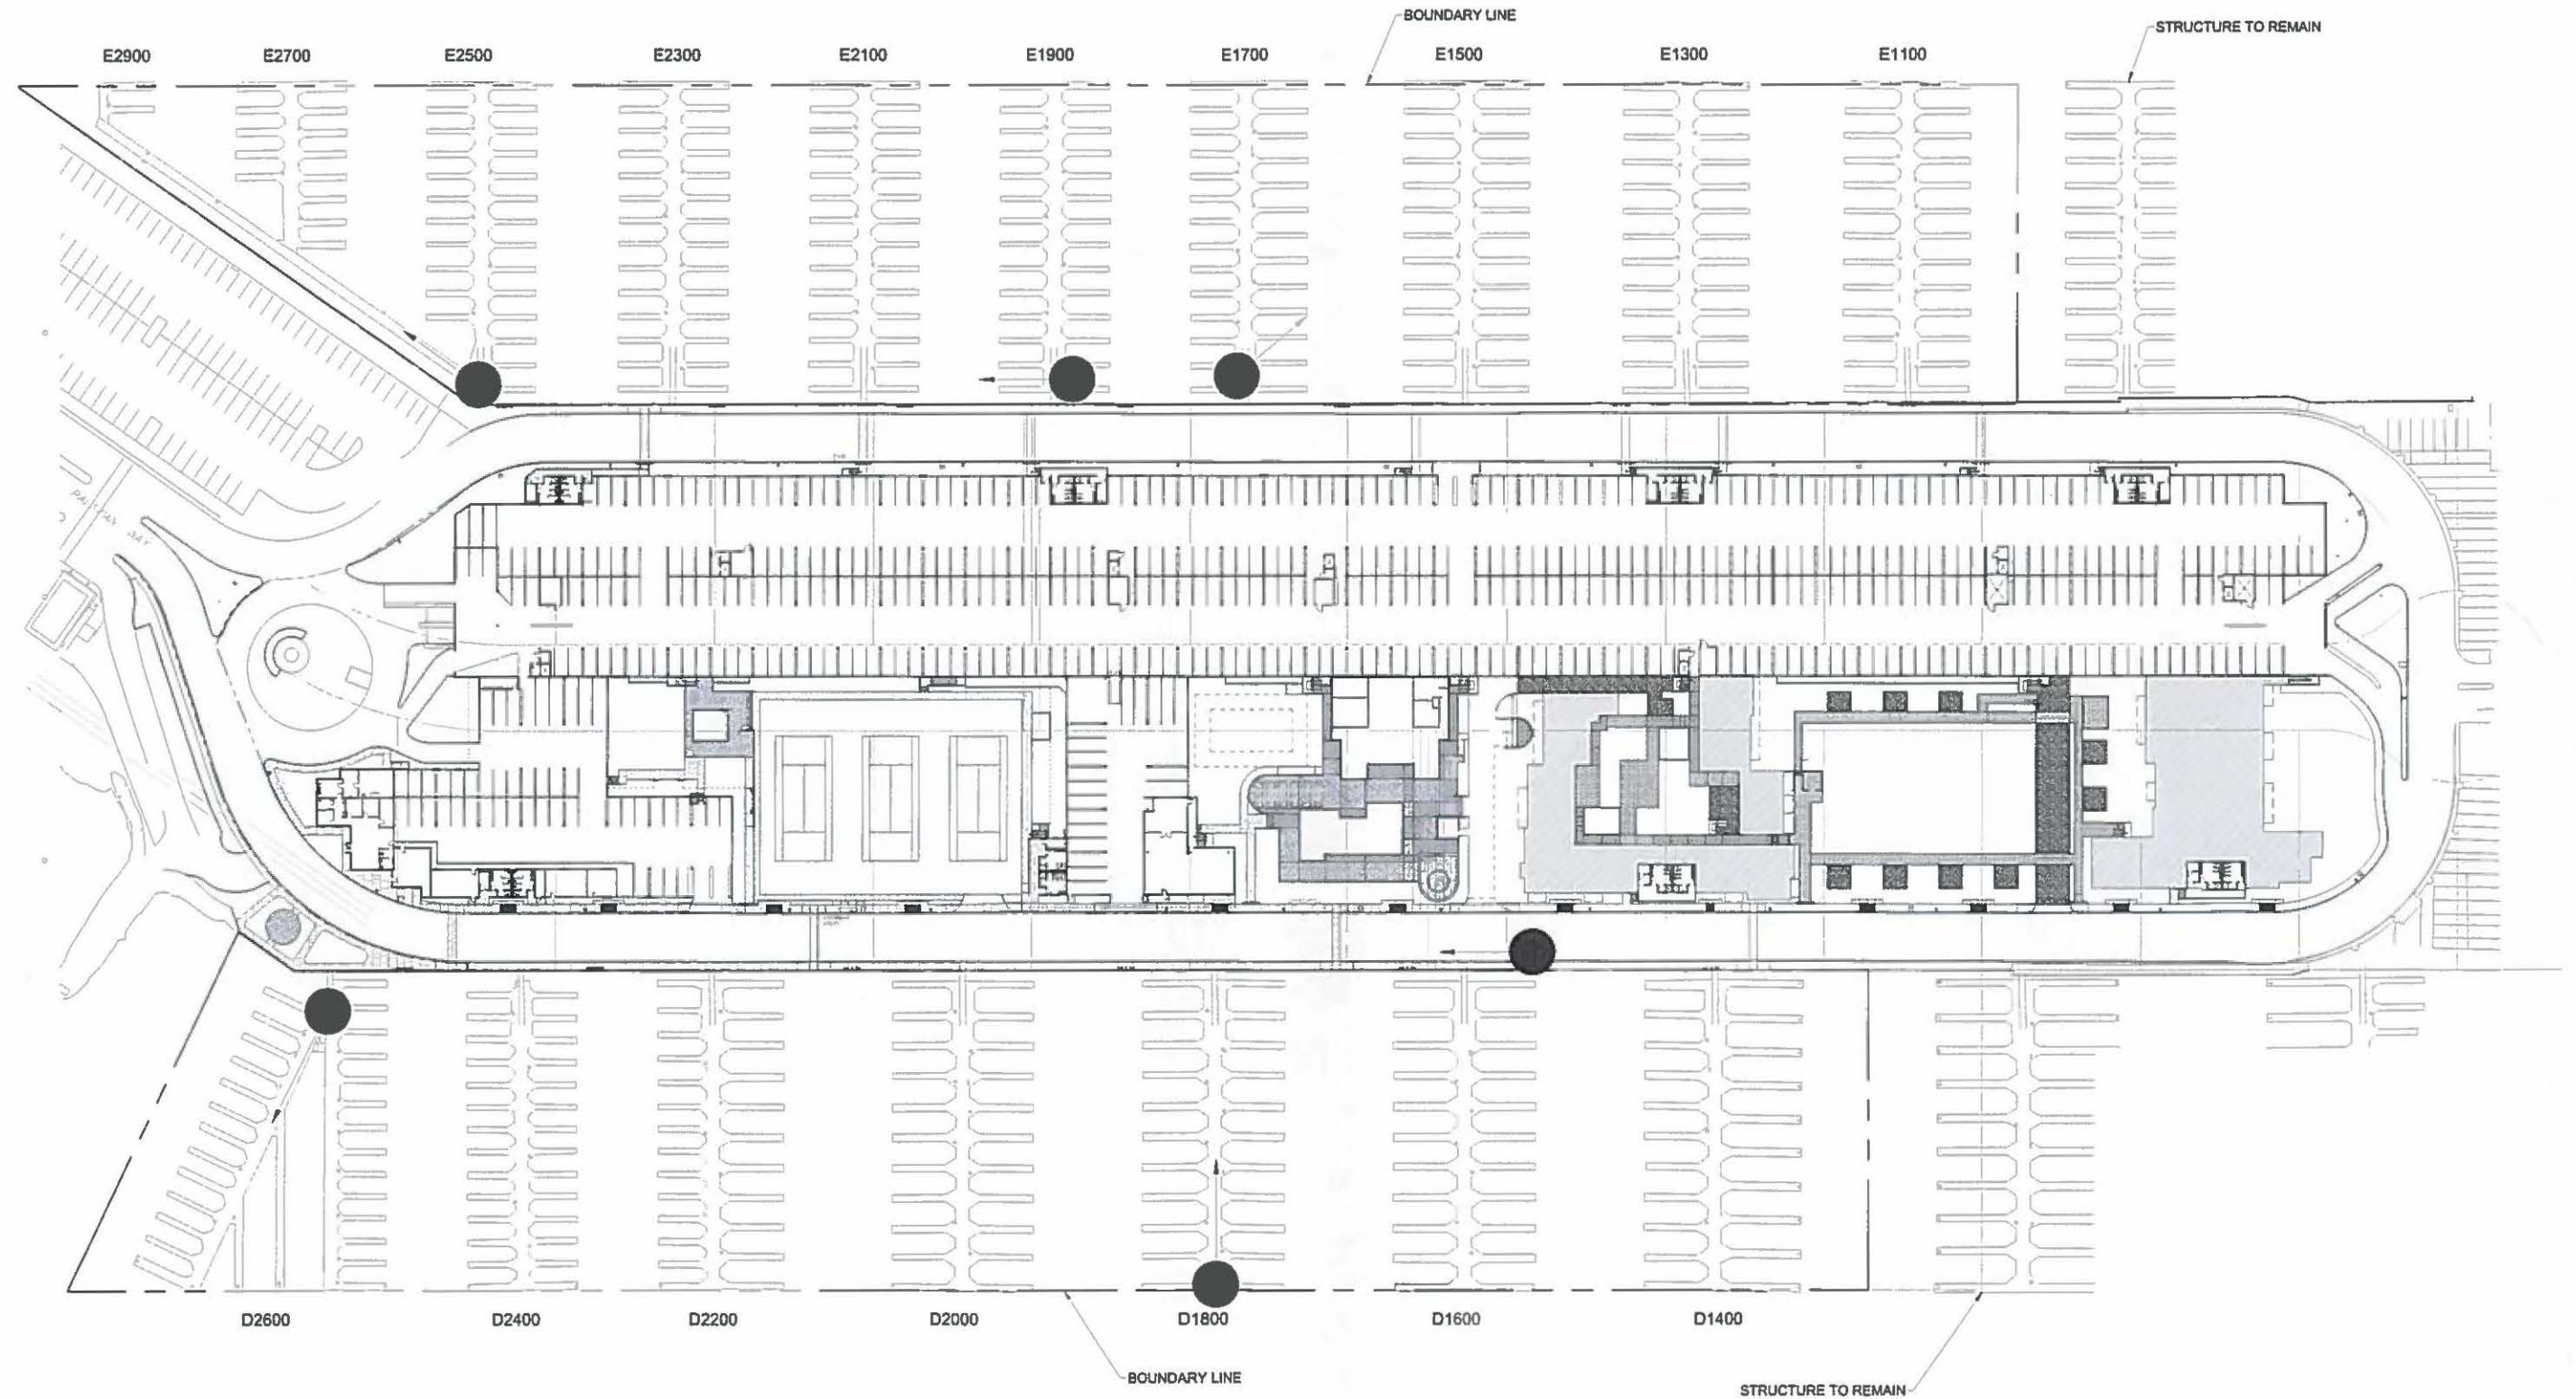 BOUNDARY LINE
STRUCTURE TO REMAIN
E2900 E2700 E2500 E2300 E2100 E1900 E1700 E1500 E1300 E1100
D2600 D2400 D2200 D2000 D1800 D1600 D1400
BOUNDARY LINE
STRUCTURE TO REMAIN